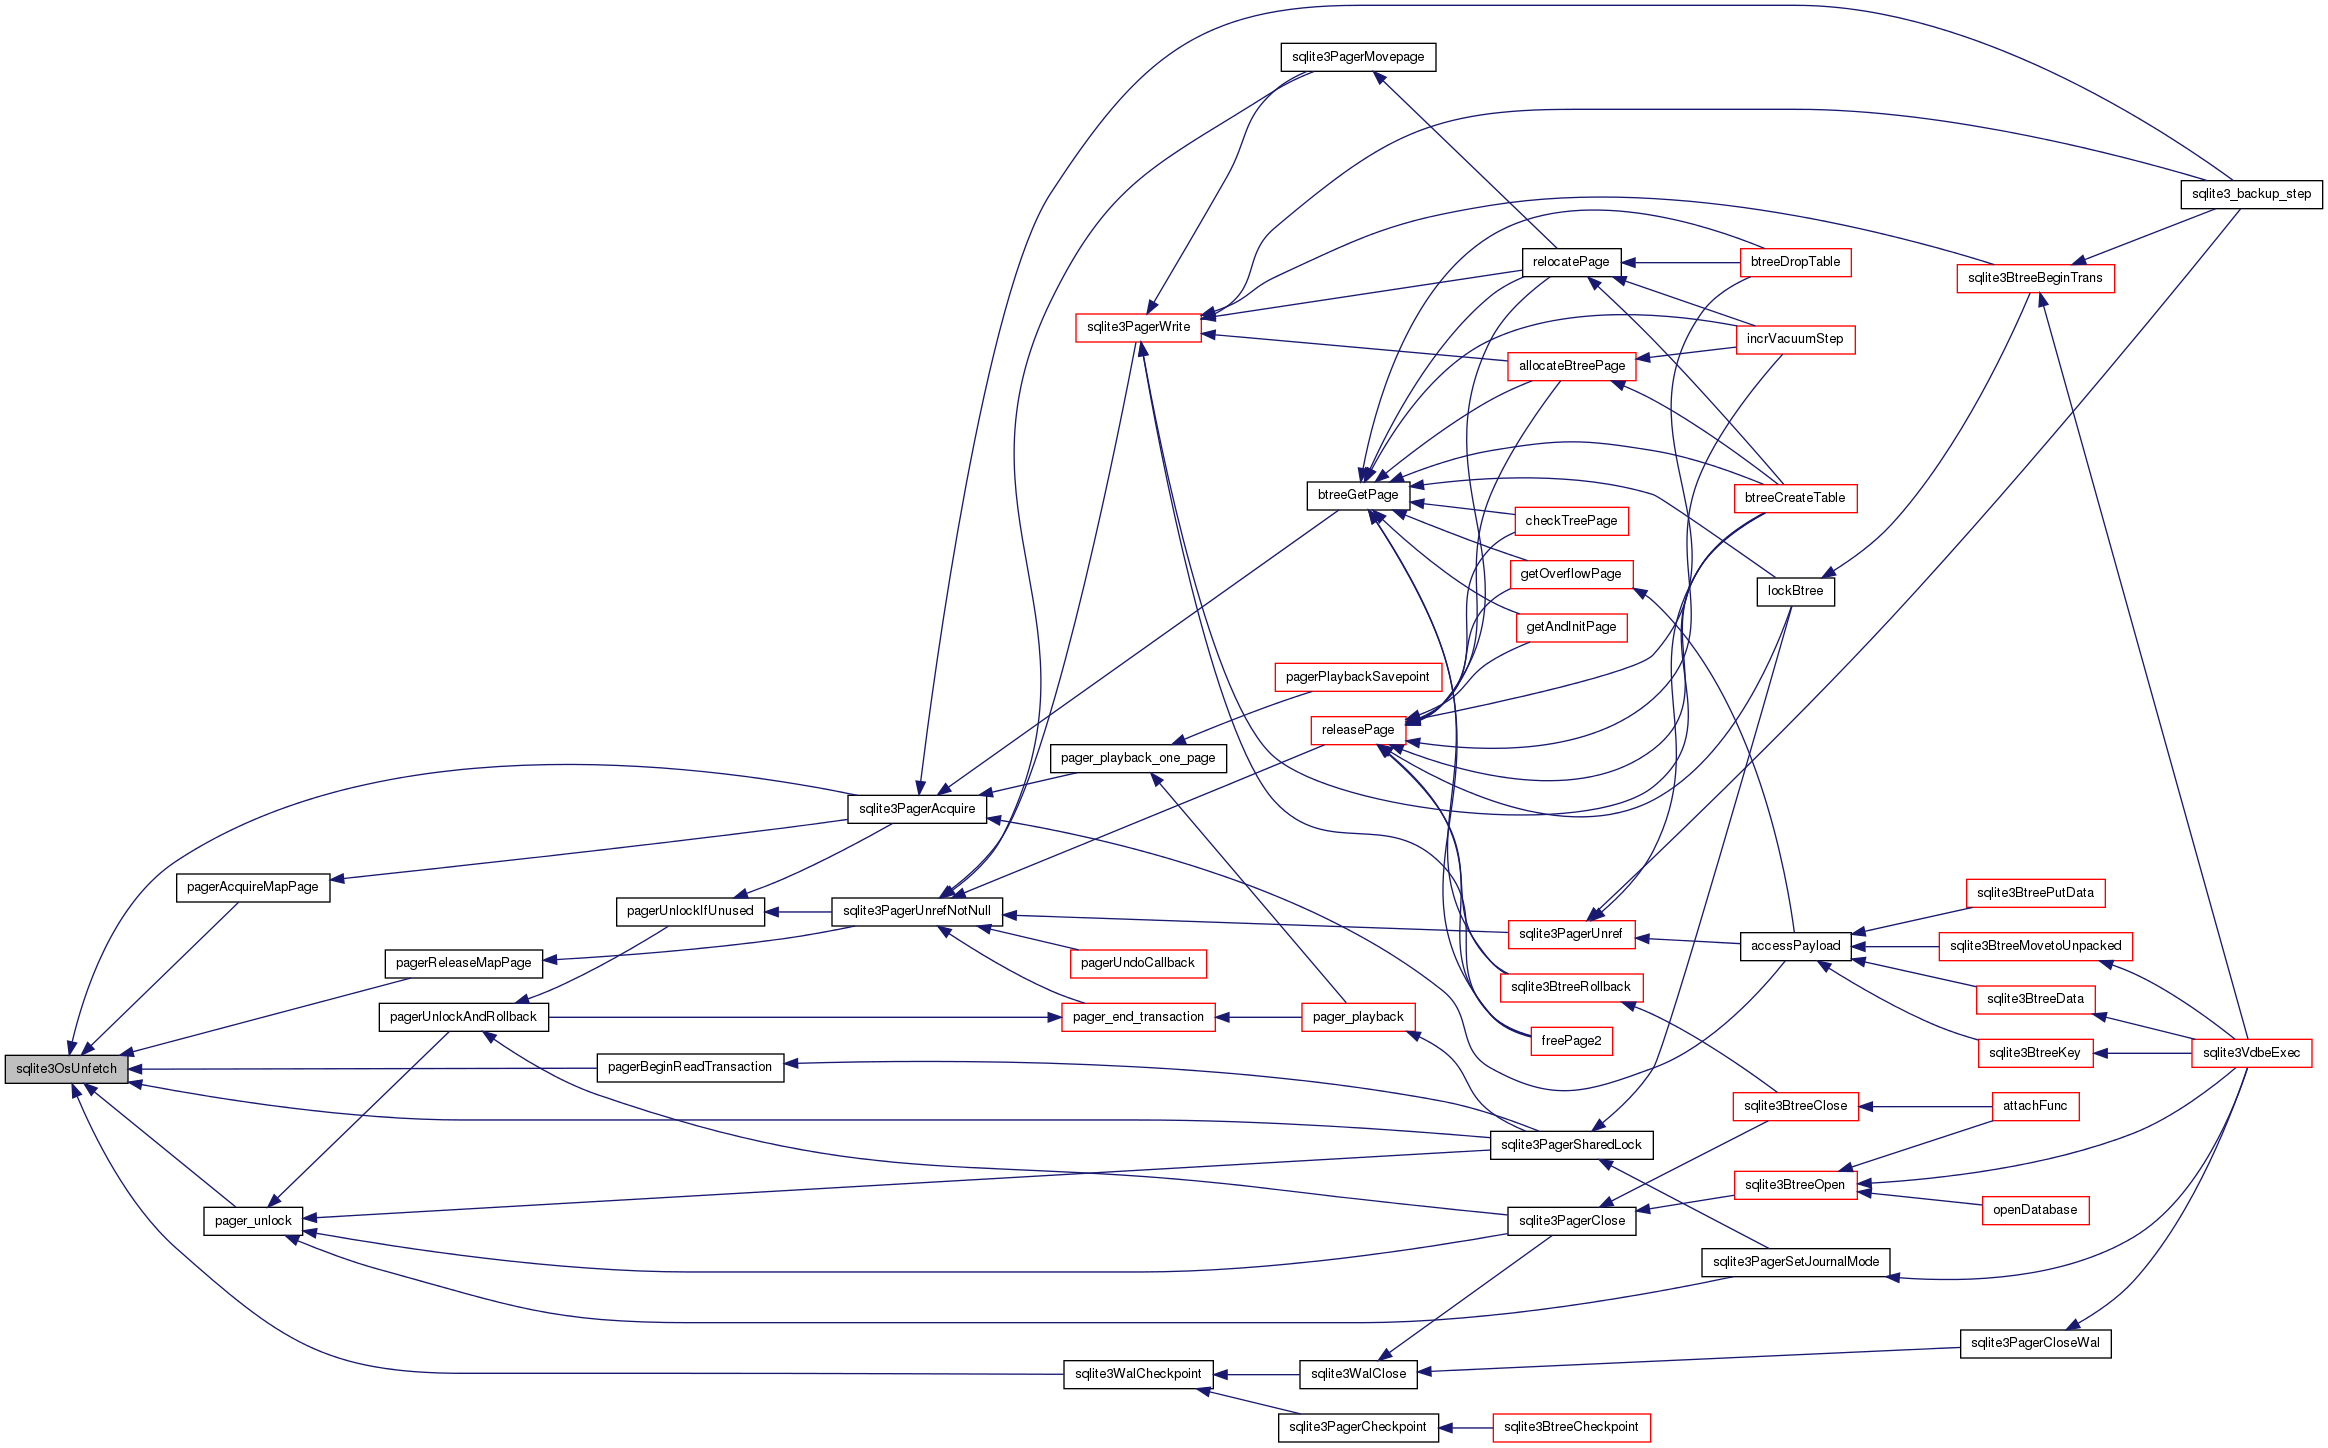 sqlite3PagerMovepage
sqlite3_backup_step
relocatePage
btreeDropTable
sqlite3BtreeBeginTrans
sqlite3PagerWrite
incrVacuumStep
allocateBtreePage
btreeGetPage
btreeCreateTable
checkTreePage
getOverflowPage
lockBtree
getAndInitPage
pagerPlaybackSavepoint
releasePage
pager_playback_one_page
sqlite3PagerAcquire
pagerAcquireMapPage
sqlite3BtreePutData
pagerUnlockIfUnused
sqlite3PagerUnrefNotNull
sqlite3PagerUnref
accessPayload
sqlite3BtreeMovetoUnpacked
pagerReleaseMapPage
pagerUndoCallback
sqlite3BtreeRollback
sqlite3BtreeData
pagerUnlockAndRollback
pager_end_transaction
pager_playback
freePage2
sqlite3BtreeKey
sqlite3VdbeExec
sqlite3OsUnfetch
pagerBeginReadTransaction
sqlite3BtreeClose
attachFunc
sqlite3PagerSharedLock
sqlite3BtreeOpen
openDatabase
pager_unlock
sqlite3PagerClose
sqlite3PagerSetJournalMode
sqlite3PagerCloseWal
sqlite3WalCheckpoint
sqlite3WalClose
sqlite3PagerCheckpoint
sqlite3BtreeCheckpoint